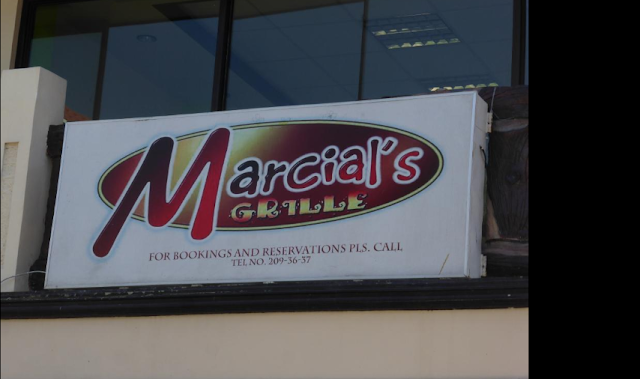 Marcial's
GRILLE
FOR BOOKINGS AND RESERVATIONS PLS. CALL
TEL NO. 209-36-37